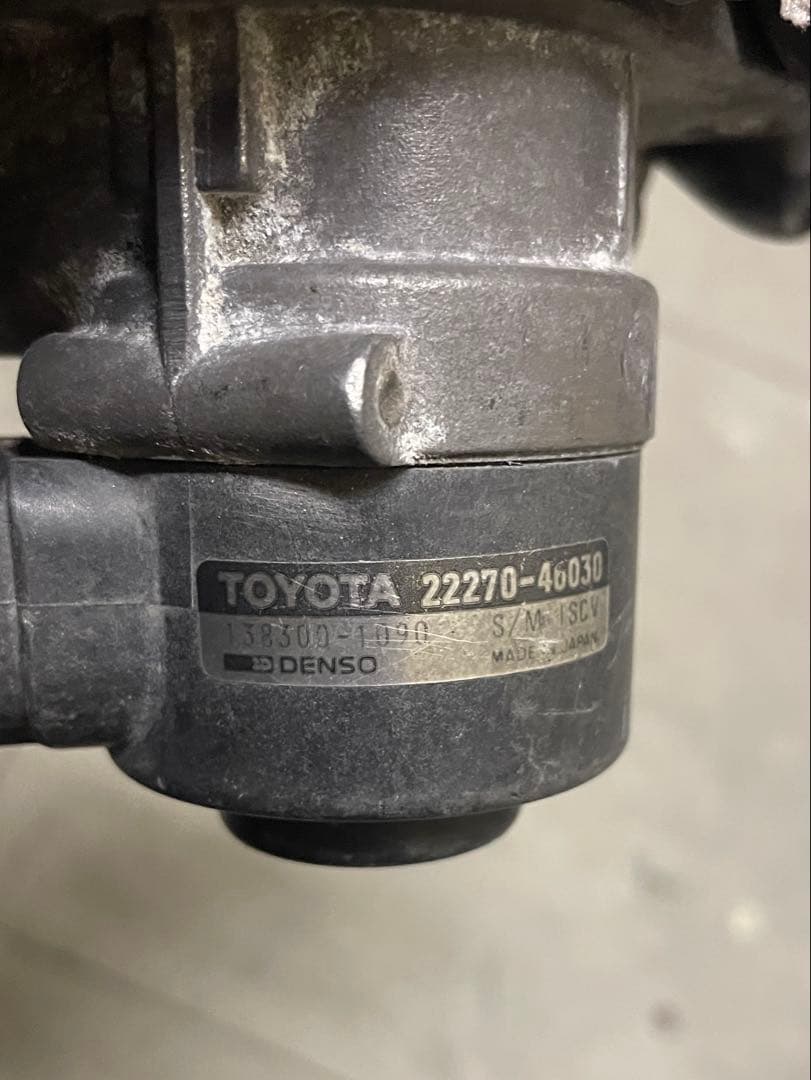 TOYOTA 22270-46030
138300-1090 S/M ISCV
DENSO MADE IN JAPAN